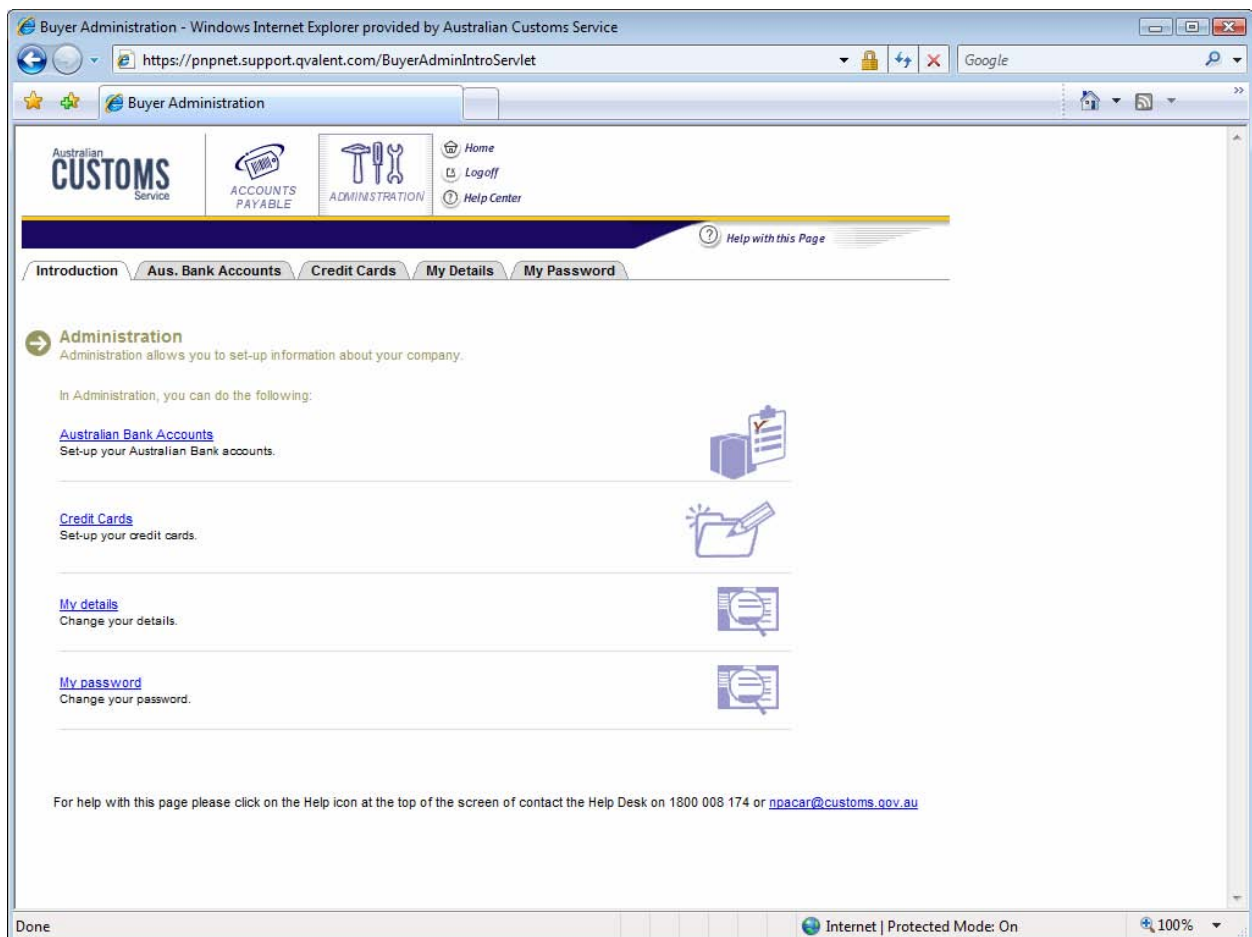 Buyer Administration - Windows Internet Explorer provided by Australian Customs Service
https://pnpnet.support.qvalent.com/BuyerAdminIntroServlet
Google
Buyer Administration
Australian
CUSTOMS
Service
ACCOUNTS
PAYABLE
ADMINISTRATION
Home
Logoff
Help Center
Help with this Page
Introduction
Aus. Bank Accounts
Credit Cards
My Details
My Password
Administration
Administration allows you to set-up information about your company.
In Administration, you can do the following:
Australian Bank Accounts
Set-up your Australian Bank accounts.
Credit Cards
Set-up your credit cards.
My details
Change your details.
My password
Change your password.
For help with this page please click on the Help icon at the top of the screen of contact the Help Desk on 1800 008 174 or npacar@customs.gov.au
Done
Internet | Protected Mode: On
100%